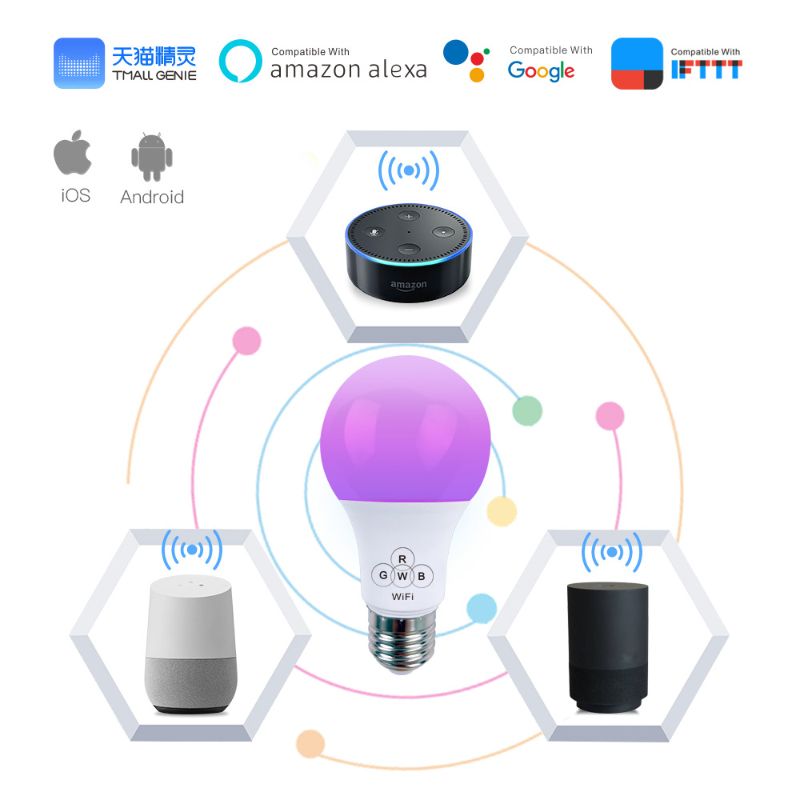 天猫精灵
TMALL GENIE
Compatible With
amazon alexa
Compatible With
Google
Compatible With
IFTTT
iOS
Android
amazon
R
G W B
WiFi